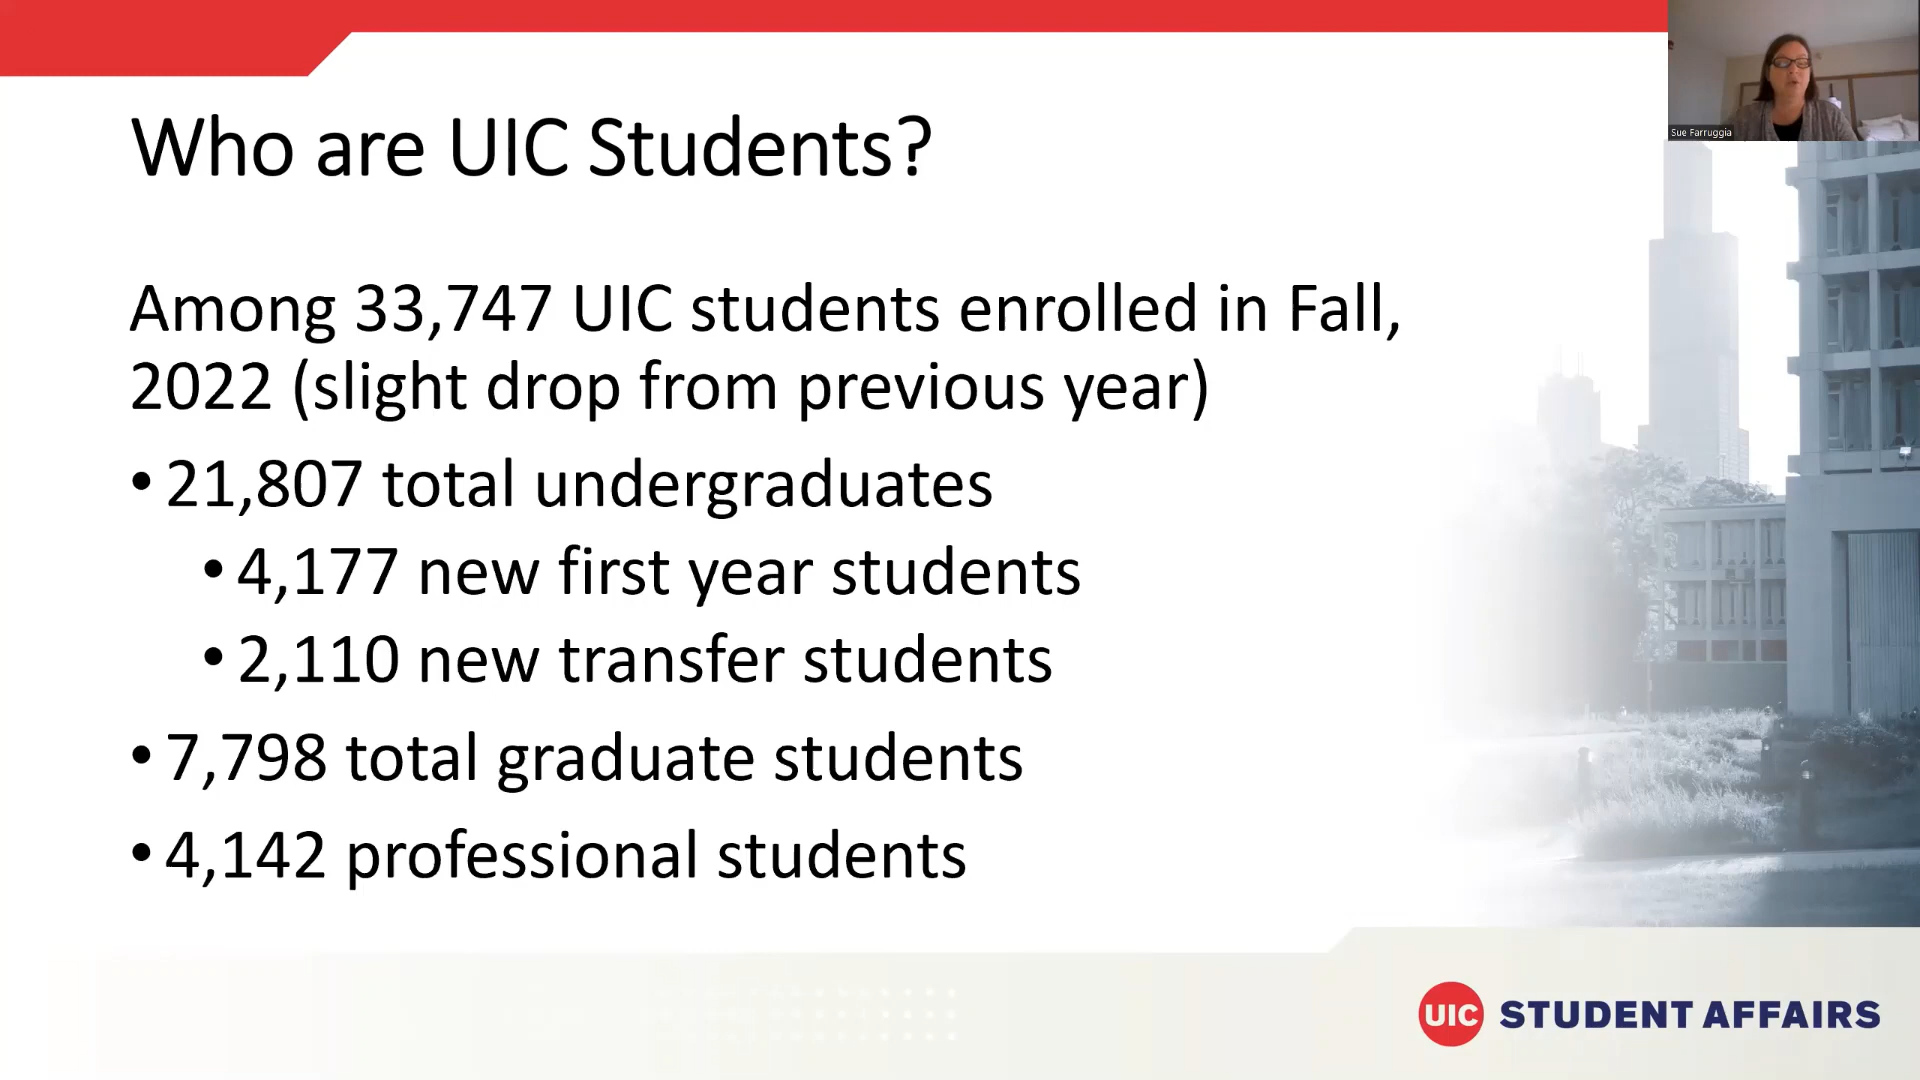 Sue Farruggia
Who are UIC Students?
Among 33,747 UIC students enrolled in Fall,
2022 (slight drop from previous year)
• 21,807 total undergraduates
• 4,177 new first year students
• 2,110 new transfer students
• 7,798 total graduate students
• 4,142 professional students
UIC STUDENT AFFAIRS